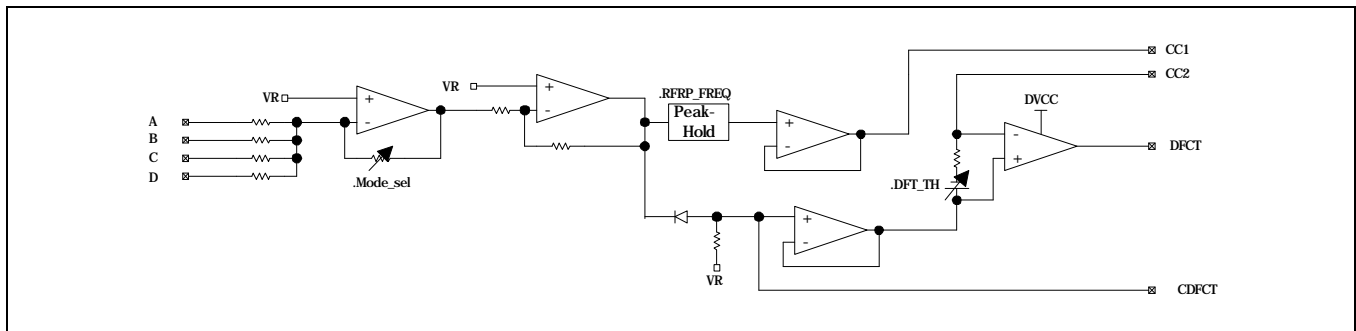 CC1
CC2
VR
.RFRP_FREQ
DVCC
VR
+
-
+
-
Peak-
Hold
+
-
-
+
A
B
C
D
DFCT
.Mode_sel
.DFT_TH
+
-
VR
CDFCT